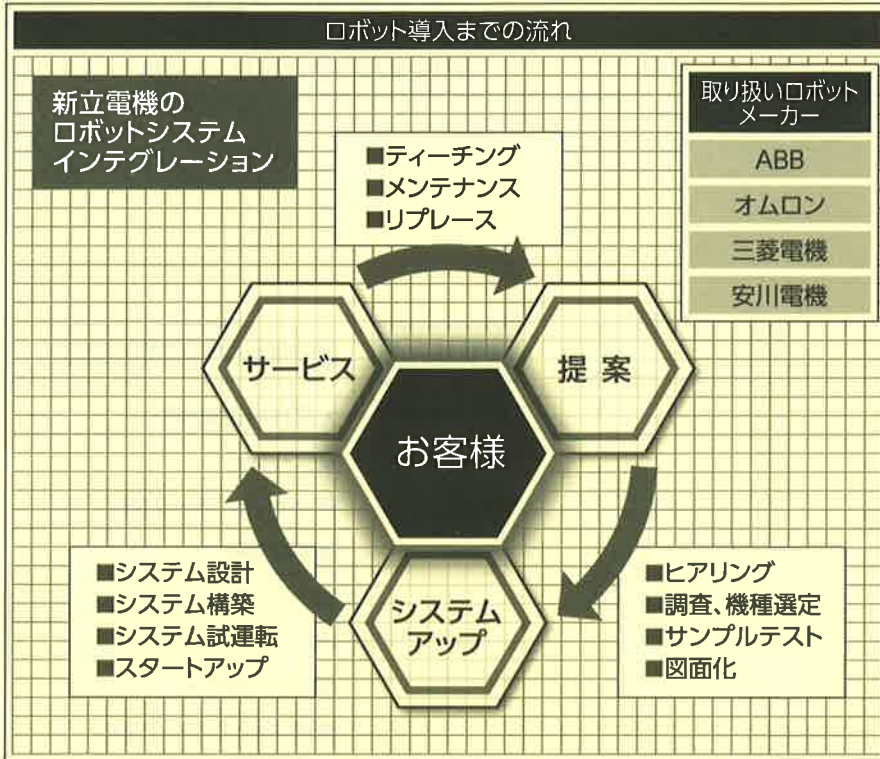 ロボット導入までの流れ
新立電機の
ロボットシステム
インテグレーション
取り扱いロボット
メーカー
ABB
オムロン
三菱電機
安川電機
■ティーチング
■メンテナンス
■リプレース
サービス
提 案
お客様
システム
アップ
■システム設計
■システム構築
■システム試運転
■スタートアップ
■ヒアリング
■調査、機種選定
■サンプルテスト
■図面化